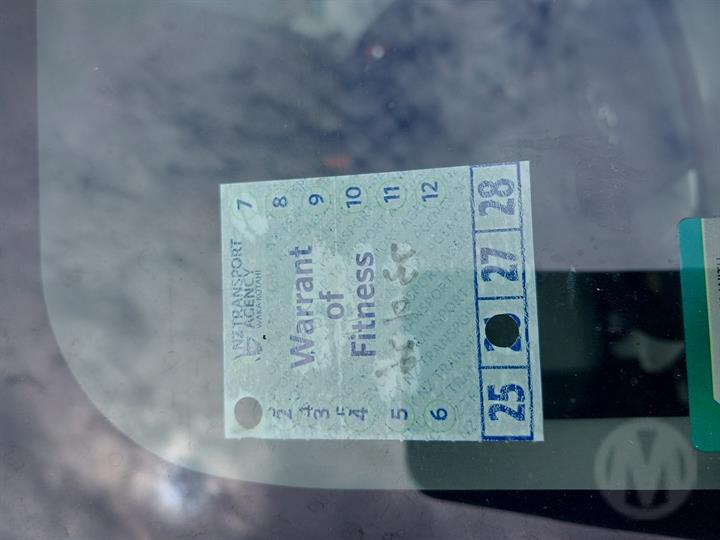 NZ TRANSPORT
AGENCY
WAKA KOTAHI
Warrant
of
Fitness
7
2 8
3 9
4 10
5 11
6 12
25 27 28
M